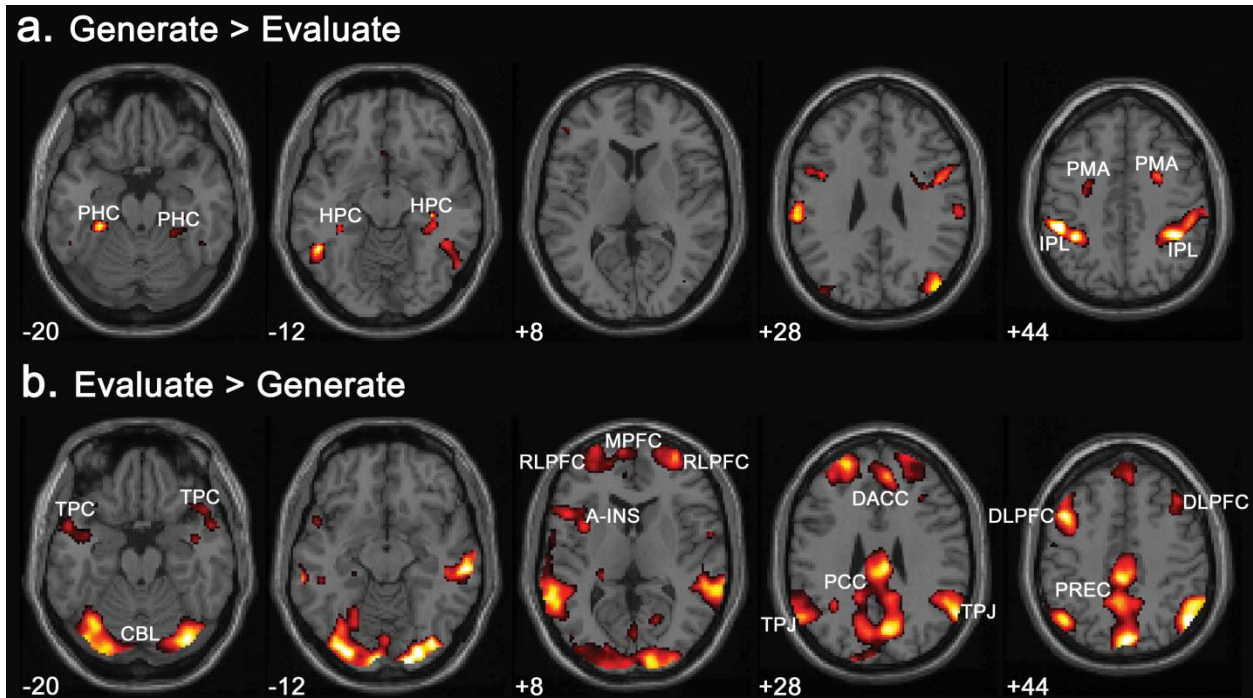 a. Generate > Evaluate
PMA PMA
PHC PHC HPC HPC
IPL IPL
-20 -12 +8 +28 +44
b. Evaluate > Generate
MPFC
RLPFC RLPFC
TPC TPC DACC
A-INS DLPFC DLPFC
PCC PREC
CBL TPJ TPJ
-20 -12 +8 +28 +44